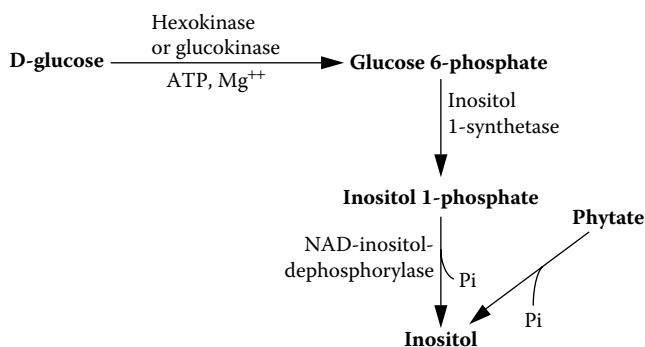 Hexokinase
or glucokinase
D-glucose
Glucose 6-phosphate
ATP, Mg++
Inositol
1-synthetase
Inositol 1-phosphate
Phytate
NAD-inositol-
dephosphorylase
Pi
Pi
Inositol